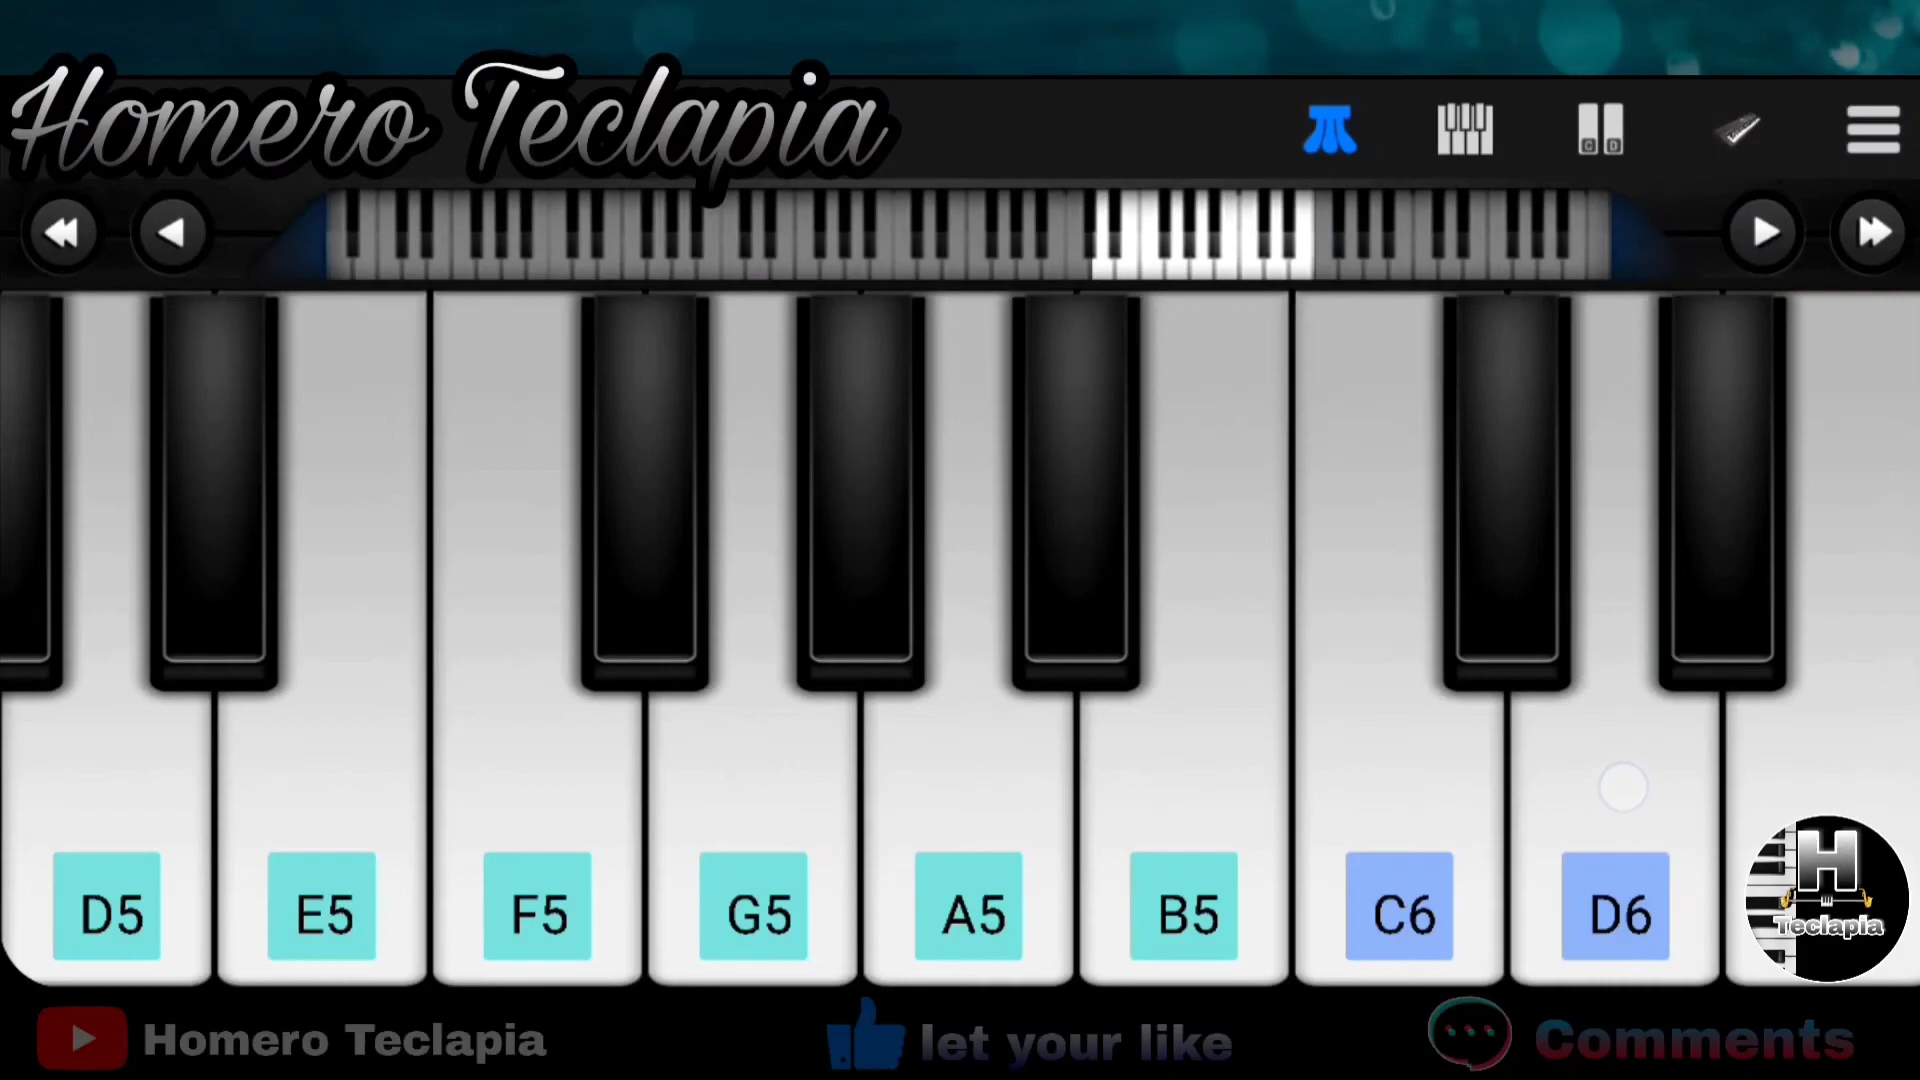 Homero Teclapia
C D
D5 E5 F5 G5 A5 B5 C6 D6
H
Teclapia
Homero Teclapia let your like Comments